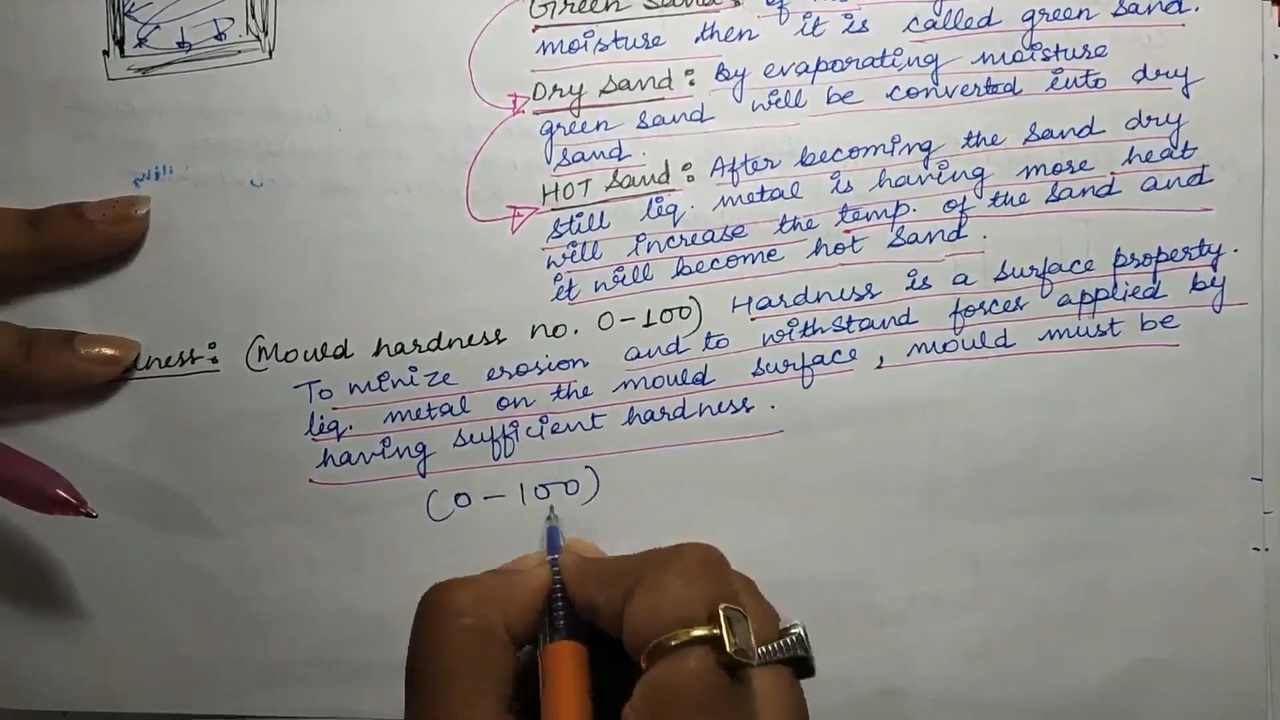 Green Sand: if
moisture then it is called green sand.
Dry Sand: By evaporating moisture
green sand will be converted into dry
sand.
HOT Sand: After becoming the sand dry
still liq. metal is having more heat
will increase the temp. of the sand and
it will become hot sand.
(Mould hardness no. 0-100) Hardness is a surface property.
To minize erosion and to withstand forces applied by
liq. metal on the mould surface, mould must be
having sufficient hardness.
(0-100)